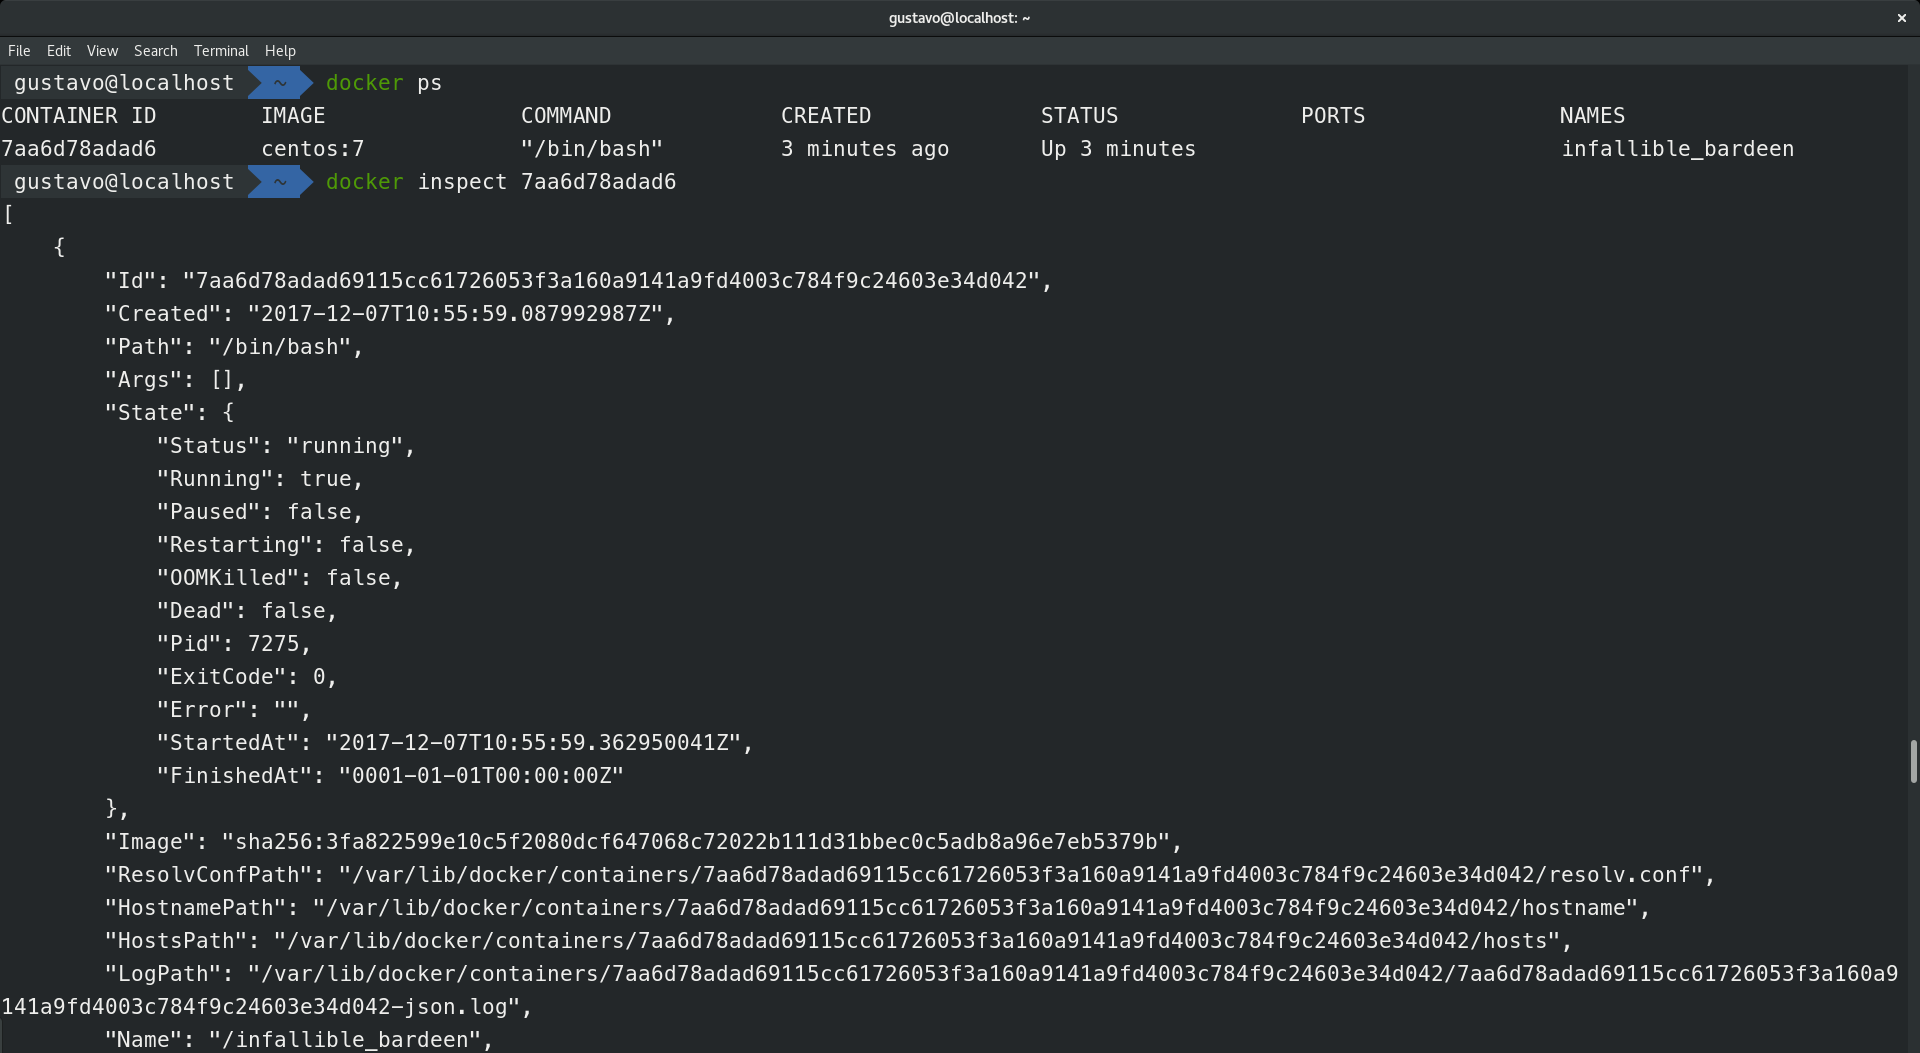 gustavo@localhost: ~
×
File Edit View Search Terminal Help
gustavo@localhost ~ docker ps
CONTAINER ID IMAGE COMMAND CREATED STATUS PORTS NAMES
7aa6d78adad6 centos:7 "/bin/bash" 3 minutes ago Up 3 minutes infallible_bardeen
gustavo@localhost ~ docker inspect 7aa6d78adad6
[
    {
        "Id": "7aa6d78adad69115cc61726053f3a160a9141a9fd4003c784f9c24603e34d042",
        "Created": "2017-12-07T10:55:59.087992987Z",
        "Path": "/bin/bash",
        "Args": [],
        "State": {
            "Status": "running",
            "Running": true,
            "Paused": false,
            "Restarting": false,
            "OOMKilled": false,
            "Dead": false,
            "Pid": 7275,
            "ExitCode": 0,
            "Error": "",
            "StartedAt": "2017-12-07T10:55:59.362950041Z",
            "FinishedAt": "0001-01-01T00:00:00Z"
        },
        "Image": "sha256:3fa822599e10c5f2080dcf647068c72022b111d31bbec0c5adb8a96e7eb5379b",
        "ResolvConfPath": "/var/lib/docker/containers/7aa6d78adad69115cc61726053f3a160a9141a9fd4003c784f9c24603e34d042/resolv.conf",
        "HostnamePath": "/var/lib/docker/containers/7aa6d78adad69115cc61726053f3a160a9141a9fd4003c784f9c24603e34d042/hostname",
        "HostsPath": "/var/lib/docker/containers/7aa6d78adad69115cc61726053f3a160a9141a9fd4003c784f9c24603e34d042/hosts",
        "LogPath": "/var/lib/docker/containers/7aa6d78adad69115cc61726053f3a160a9141a9fd4003c784f9c24603e34d042/7aa6d78adad69115cc61726053f3a160a9
141a9fd4003c784f9c24603e34d042-json.log",
        "Name": "/infallible_bardeen",